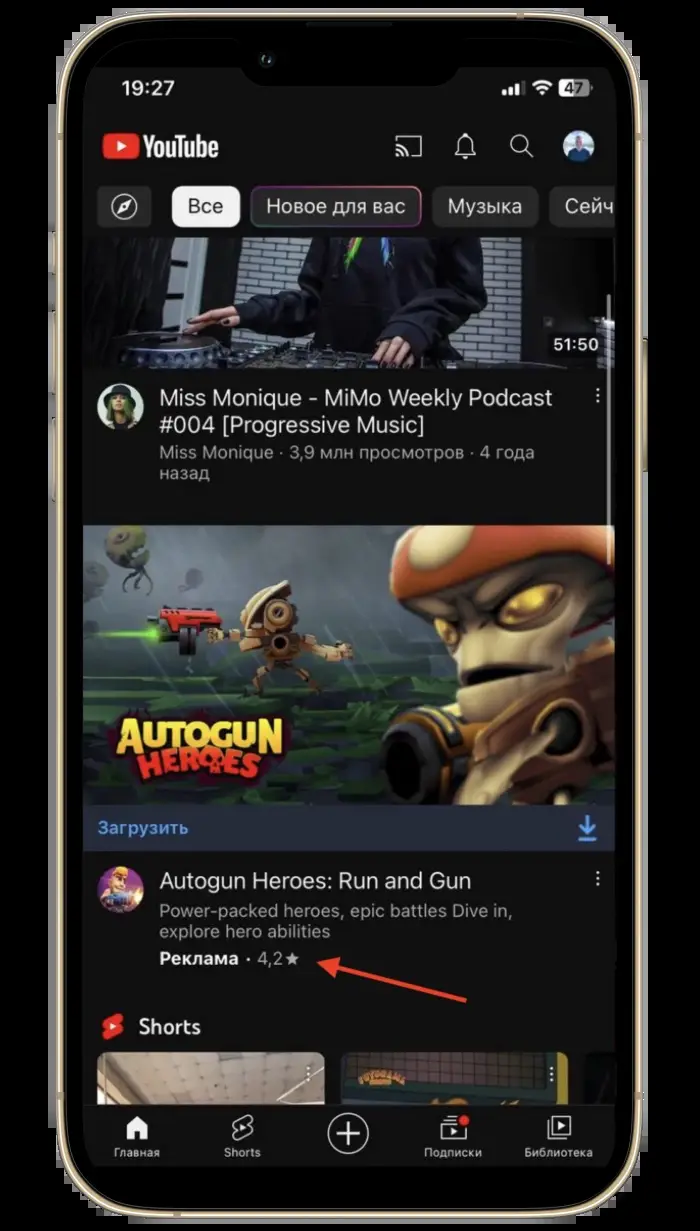 19:27
47
YouTube
Все
Новое для вас
Музыка
Сейч
51:50
Miss Monique - MiMo Weekly Podcast
#004 [Progressive Music]
Miss Monique · 3,9 млн просмотров · 4 года
назад
AUTOGUN
HEROES
Загрузить
Autogun Heroes: Run and Gun
Power-packed heroes, epic battles Dive in,
explore hero abilities
Реклама · 4,2★
Shorts
Главная
Shorts
Подписки
Библиотека